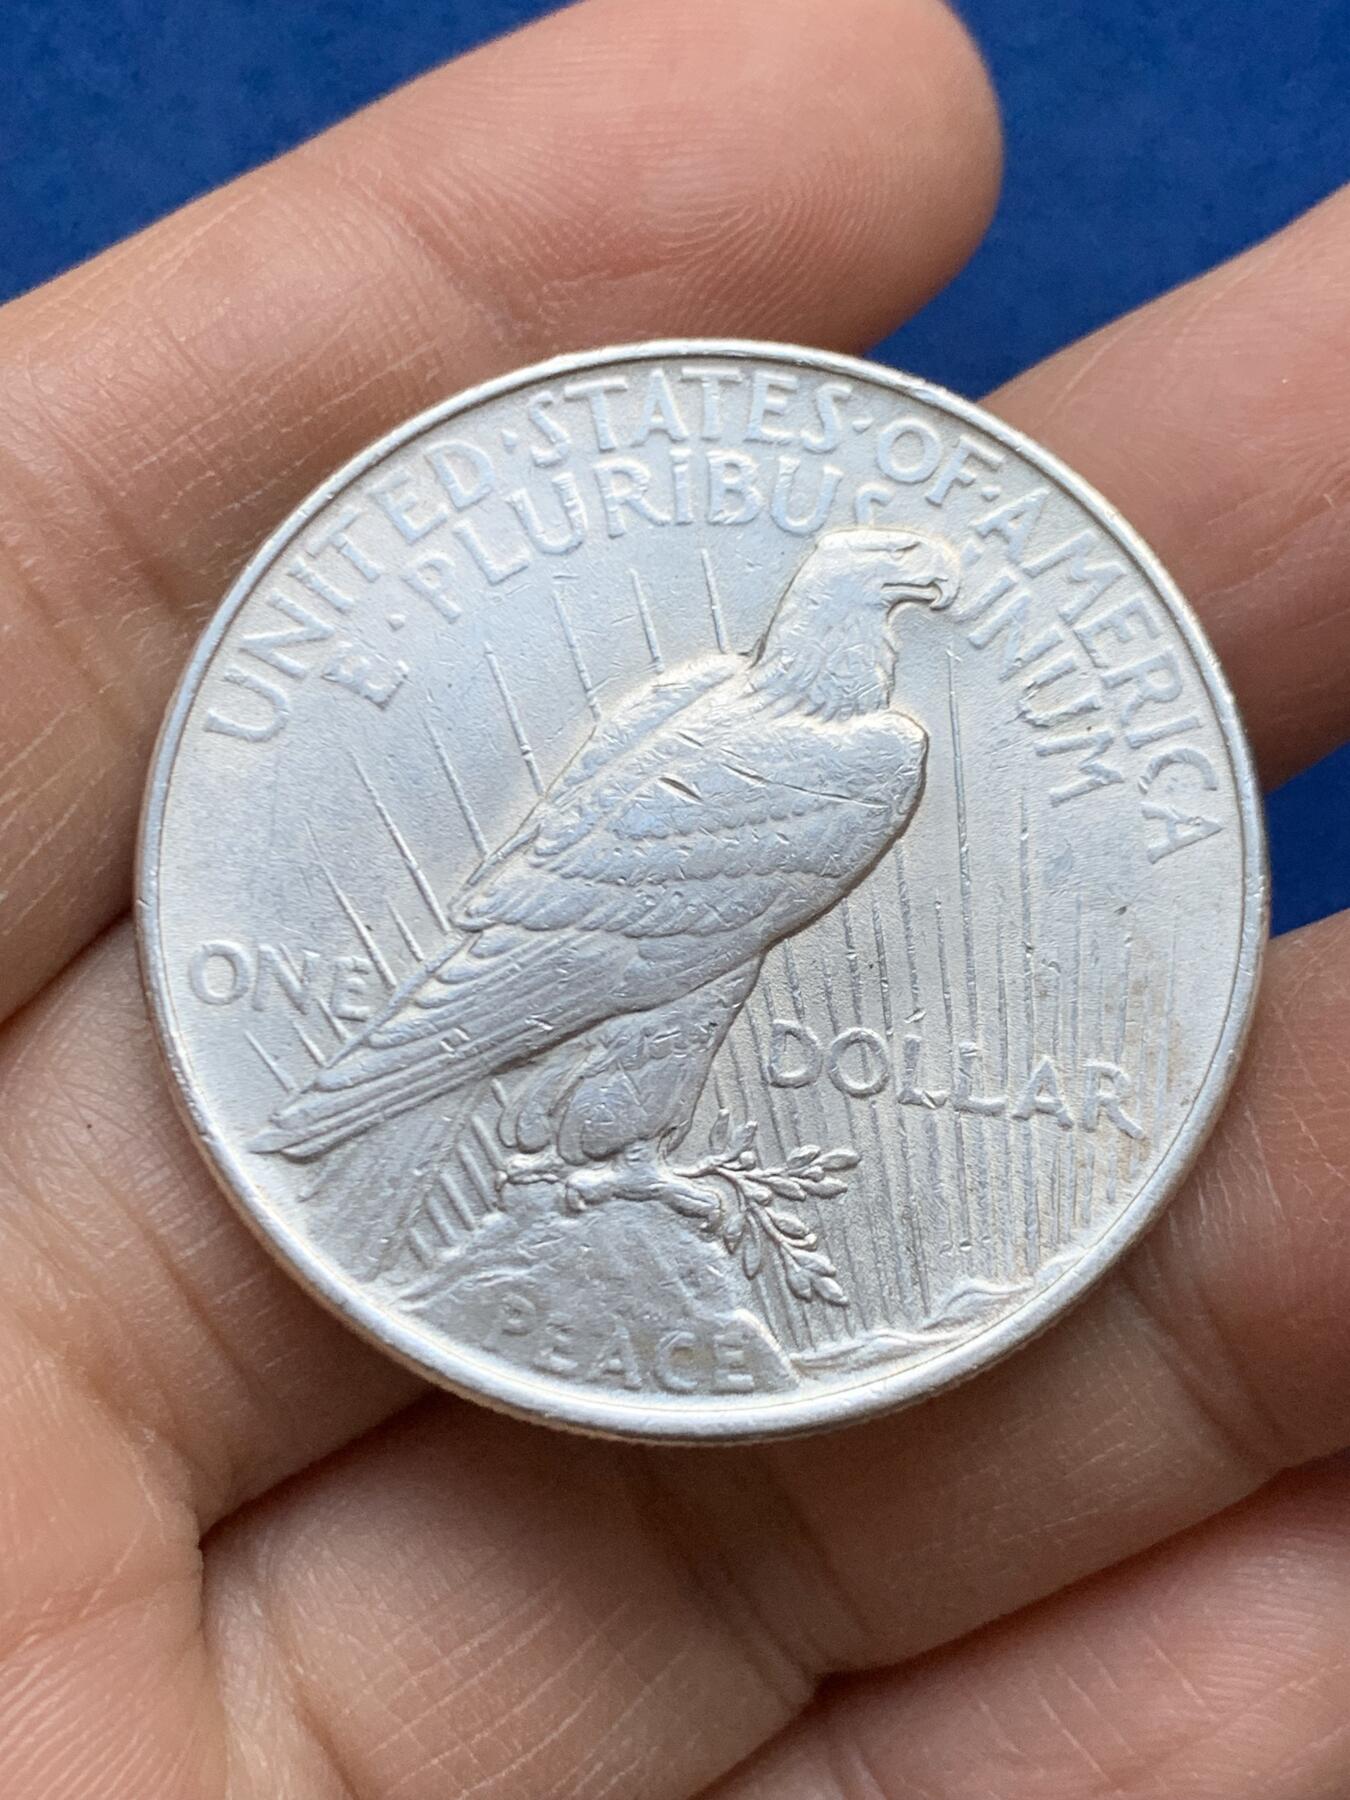 UNITED·STATES·OF·AMERICA
E·PLURIBUS·UNUM
ONE DOLLAR
PEACE